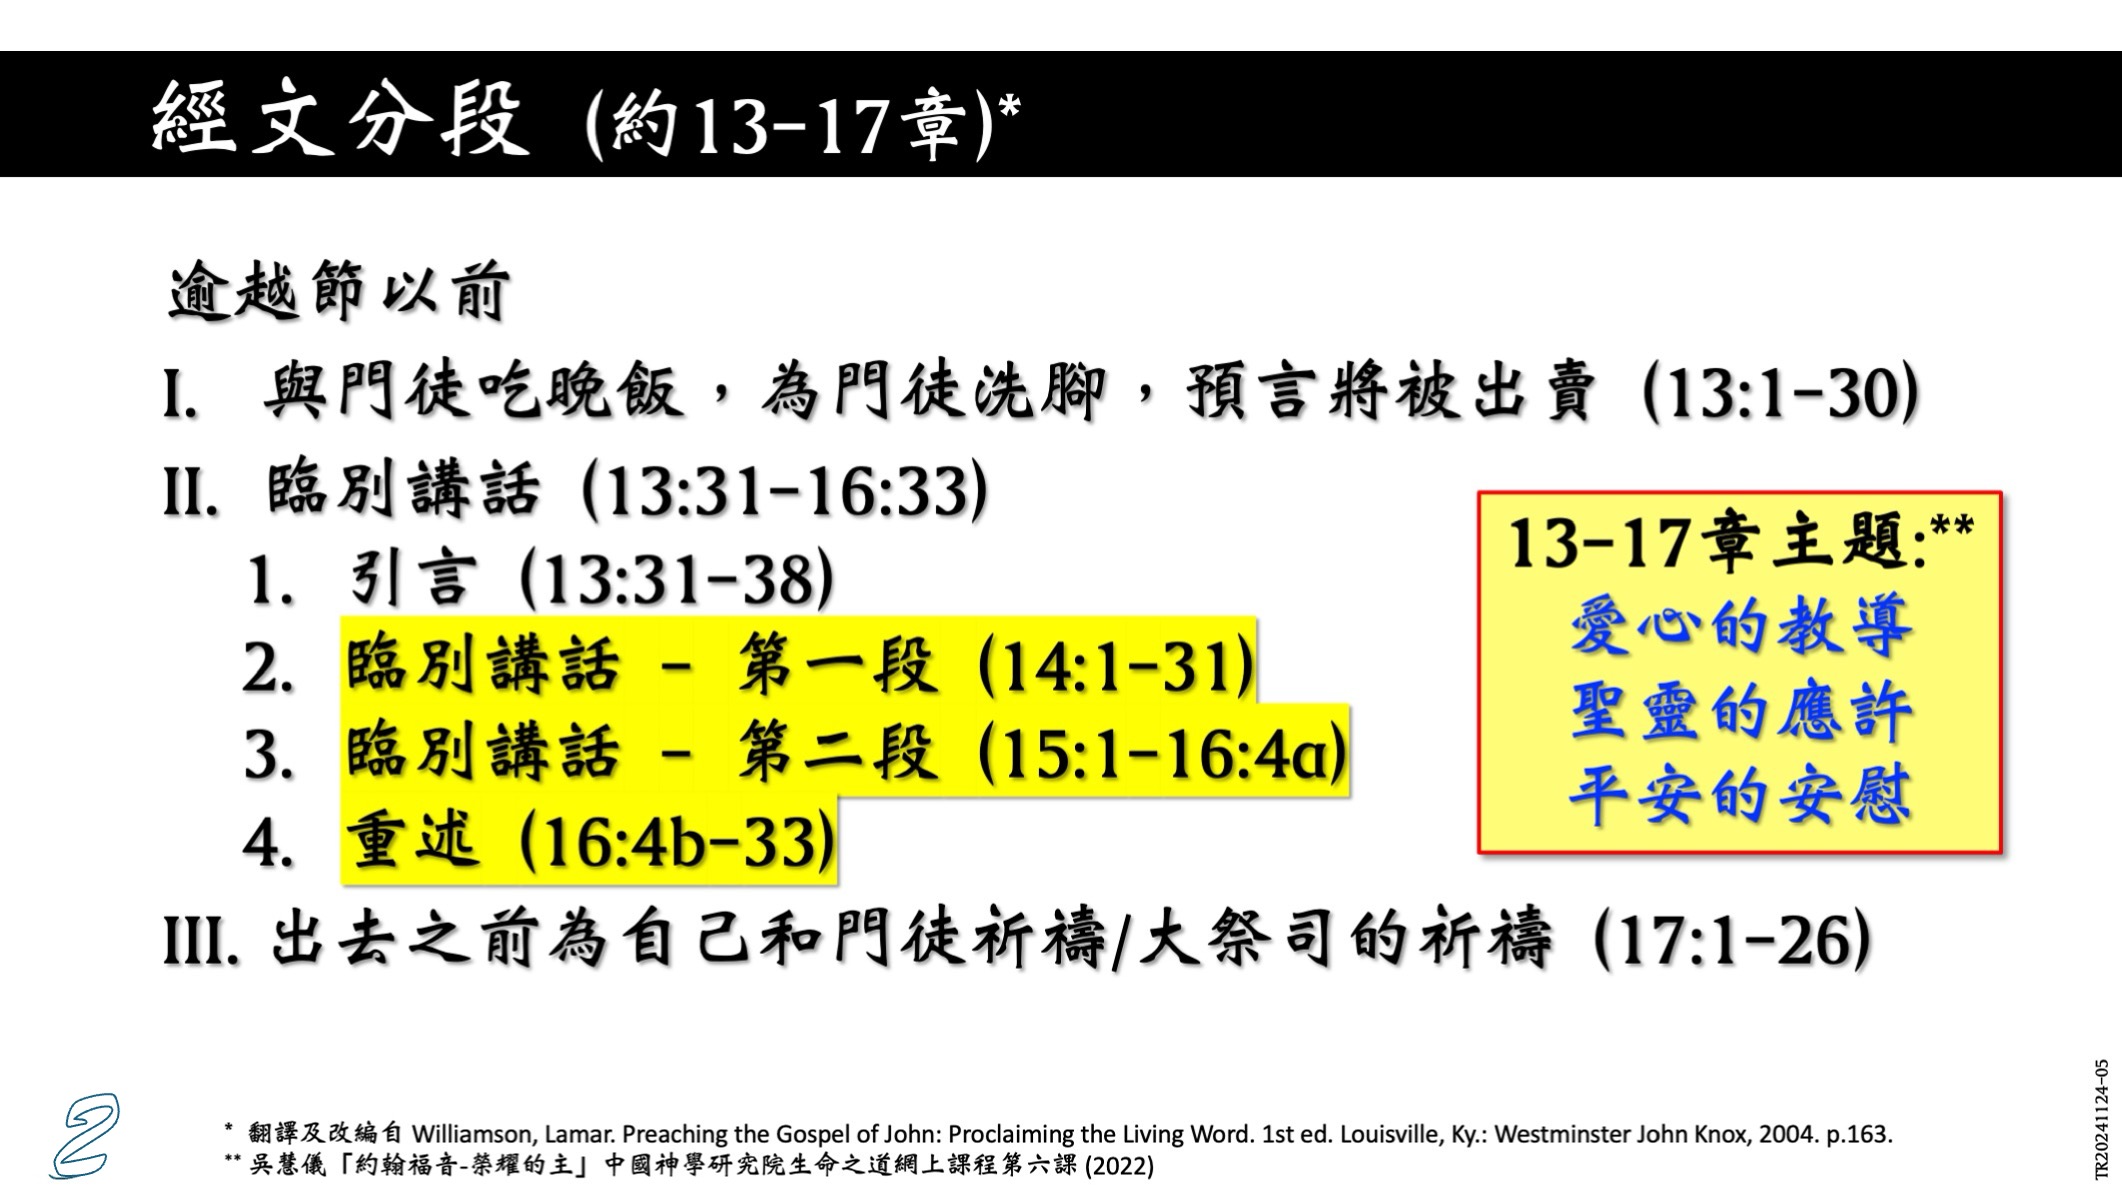 經文分段 (約13-17章)*
逾越節以前
I. 與門徒吃晚飯，為門徒洗腳，預言將被出賣 (13:1-30)
II. 臨別講話 (13:31-16:33)
1. 引言 (13:31-38)
2. 臨別講話 - 第一段 (14:1-31)
3. 臨別講話 - 第二段 (15:1-16:4a)
4. 重述 (16:4b-33)
III. 出去之前為自己和門徒祈禱/大祭司的祈禱 (17:1-26)
13-17章主題:**
愛心的教導
聖靈的應許
平安的安慰
2
* 翻譯及改編自 Williamson, Lamar. Preaching the Gospel of John: Proclaiming the Living Word. 1st ed. Louisville, Ky.: Westminster John Knox, 2004. p.163.
** 吳慧儀「約翰福音-榮耀的主」中國神學研究院生命之道網上課程第六課 (2022)
TR20241124-05